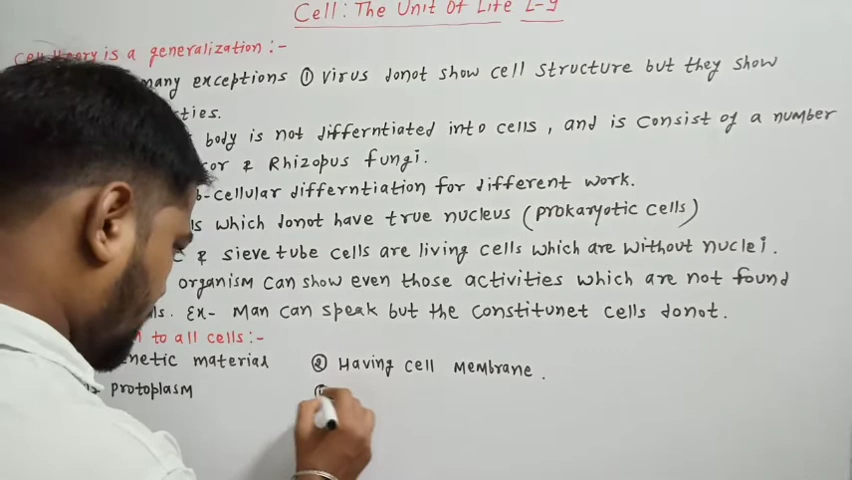 Cell : The Unit Of Life L-9
Cell theory is a generalization :-
many exceptions ① Virus donot show cell structure but they show
ties.
body is not differntiated into cells , and is consist of a number
cor & Rhizopus fungi.
b-cellular differntiation for different work.
s which donot have true nucleus (prokaryotic cells)
C & sieve tube cells are living cells which are without nuclei .
organism can show even those activities which are not found
ls. Ex- Man can speak but the constitunet cells donot .
to all cells :-
netic material ② Having cell Membrane .
protoplasm